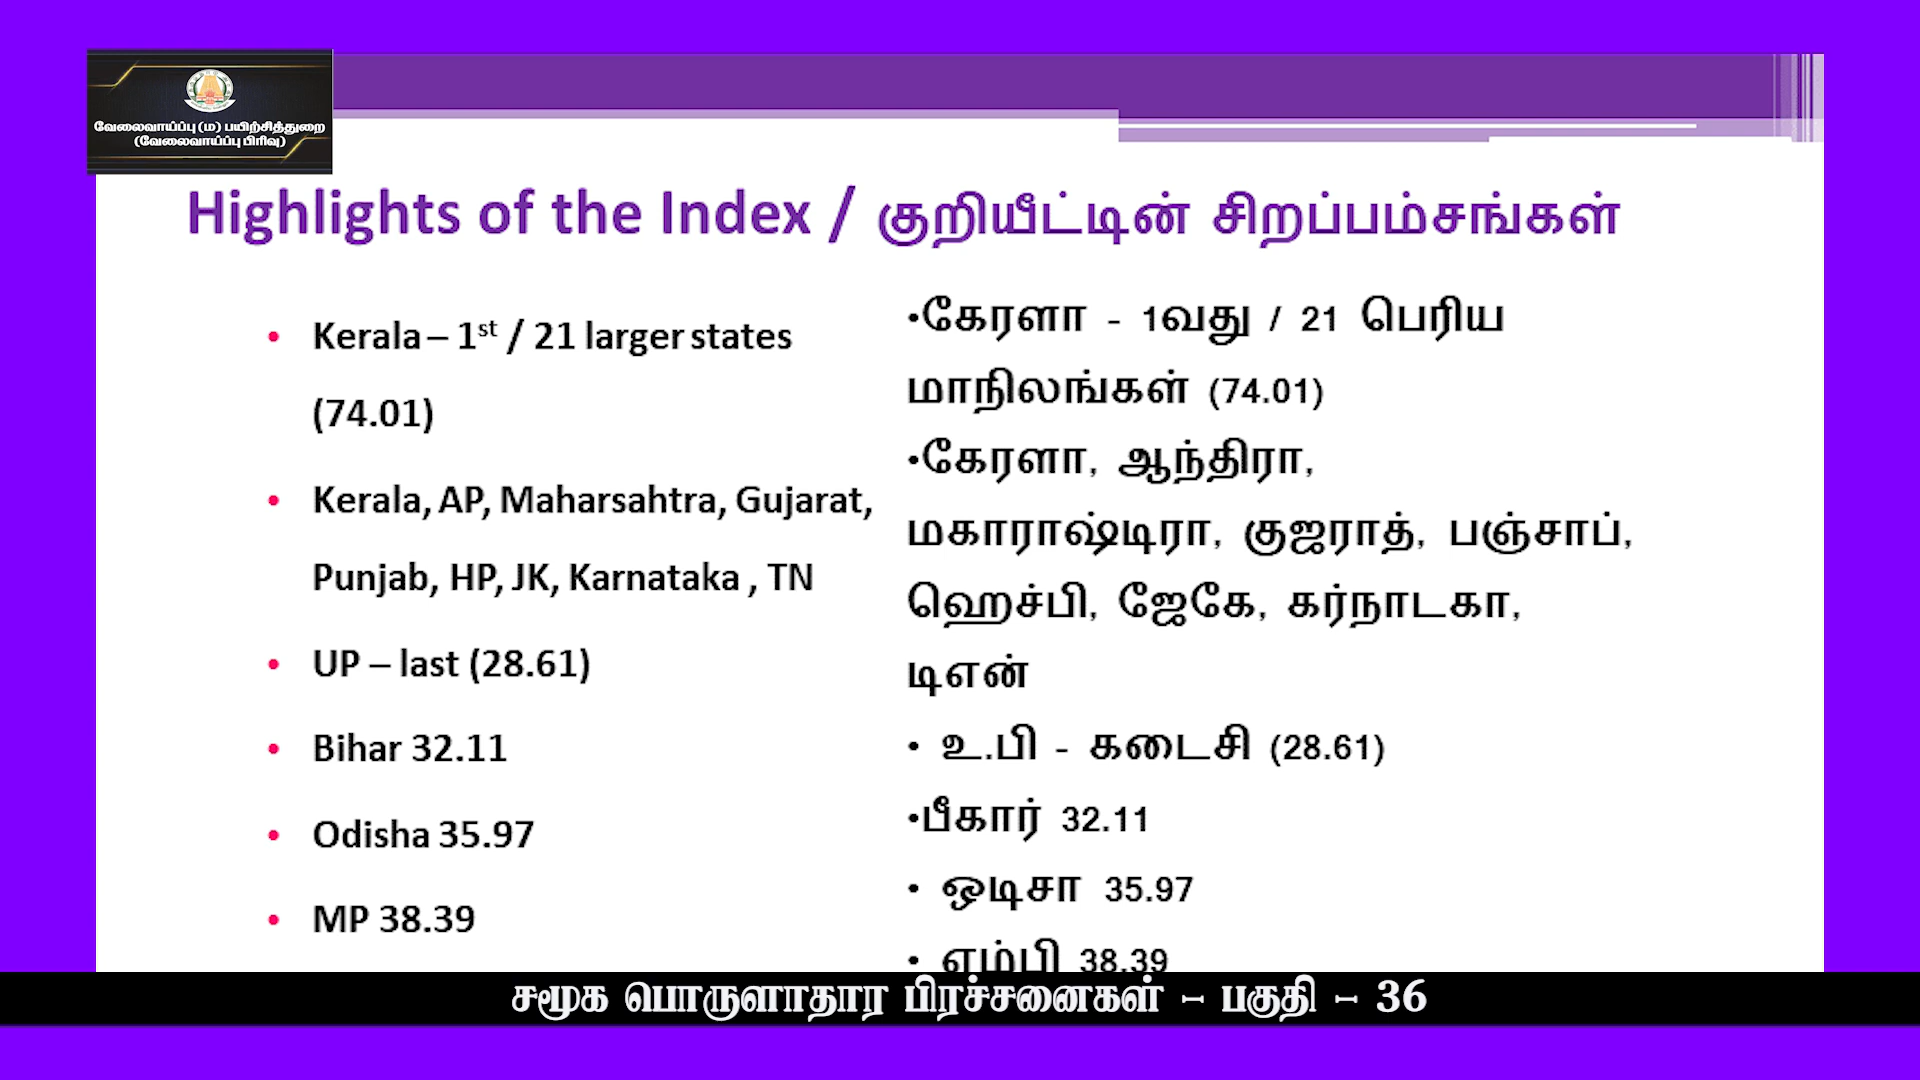 வேலைவாய்ப்பு (ம) பயிற்சித்துறை
(வேலைவாய்ப்பு பிரிவு)
Highlights of the Index / குறியீட்டின் சிறப்பம்சங்கள்
• Kerala – 1st / 21 larger states
(74.01)
• Kerala, AP, Maharsahtra, Gujarat,
Punjab, HP, JK, Karnataka , TN
• UP – last (28.61)
• Bihar 32.11
• Odisha 35.97
• MP 38.39
•கேரளா - 1வது / 21 பெரிய
மாநிலங்கள் (74.01)
•கேரளா, ஆந்திரா,
மகாராஷ்டிரா, குஜராத், பஞ்சாப்,
ஹெச்பி, ஜேகே, கர்நாடகா,
டிஎன்
• உ.பி - கடைசி (28.61)
•பீகார் 32.11
• ஒடிசா 35.97
• எம்பி 38.39
சமூக பொருளாதார பிரச்சனைகள் - பகுதி - 36